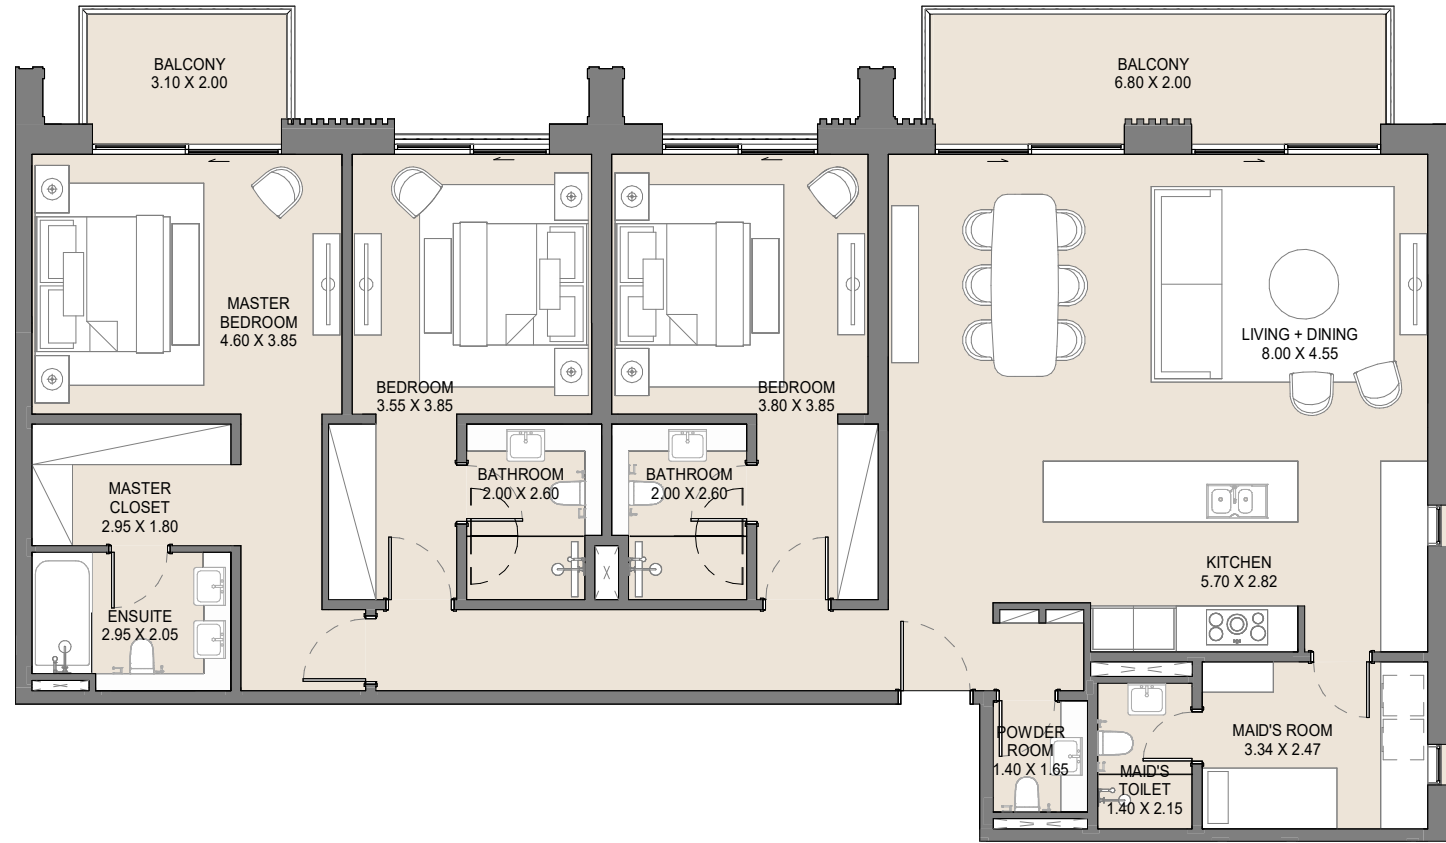 BALCONY
3.10 X 2.00
BALCONY
6.80 X 2.00
MASTER
BEDROOM
4.60 X 3.85
BEDROOM
3.55 X 3.85
BEDROOM
3.80 X 3.85
LIVING + DINING
8.00 X 4.55
MASTER
CLOSET
2.95 X 1.80
BATHROOM
2.00 X 2.60
BATHROOM
2.00 X 2.60
KITCHEN
5.70 X 2.82
ENSUITE
2.95 X 2.05
POWDER
ROOM
1.40 X 1.65
MAID'S
TOILET
1.40 X 2.15
MAID'S ROOM
3.34 X 2.47